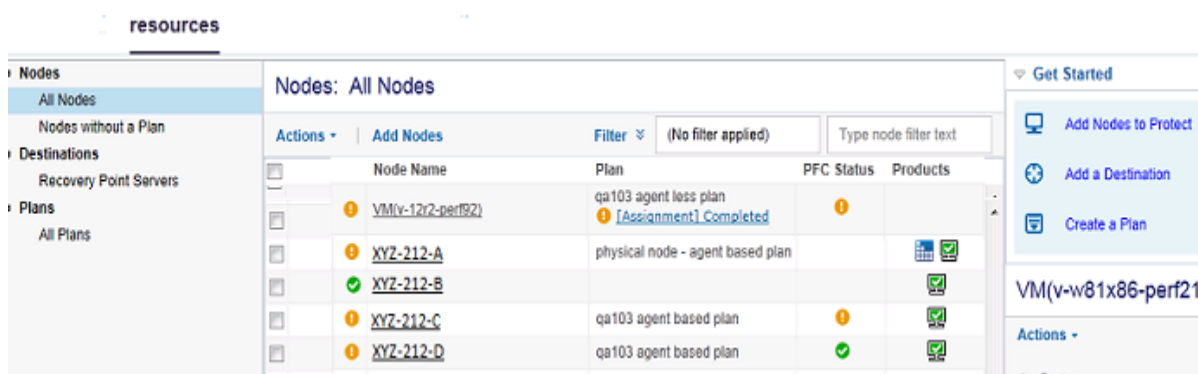 resources
Nodes
All Nodes
Nodes without a Plan
Destinations
Recovery Point Servers
Plans
All Plans
Nodes: All Nodes
Actions | Add Nodes Filter (No filter applied) Type node filter text
Node Name Plan PFC Status Products
VM(v-12r2-perf92) qa103 agent less plan
[Assignment] Completed
XYZ-212-A physical node - agent based plan
XYZ-212-B
XYZ-212-C qa103 agent based plan
XYZ-212-D qa103 agent based plan
Get Started
Add Nodes to Protect
Add a Destination
Create a Plan
VM(v-w81x86-perf21
Actions